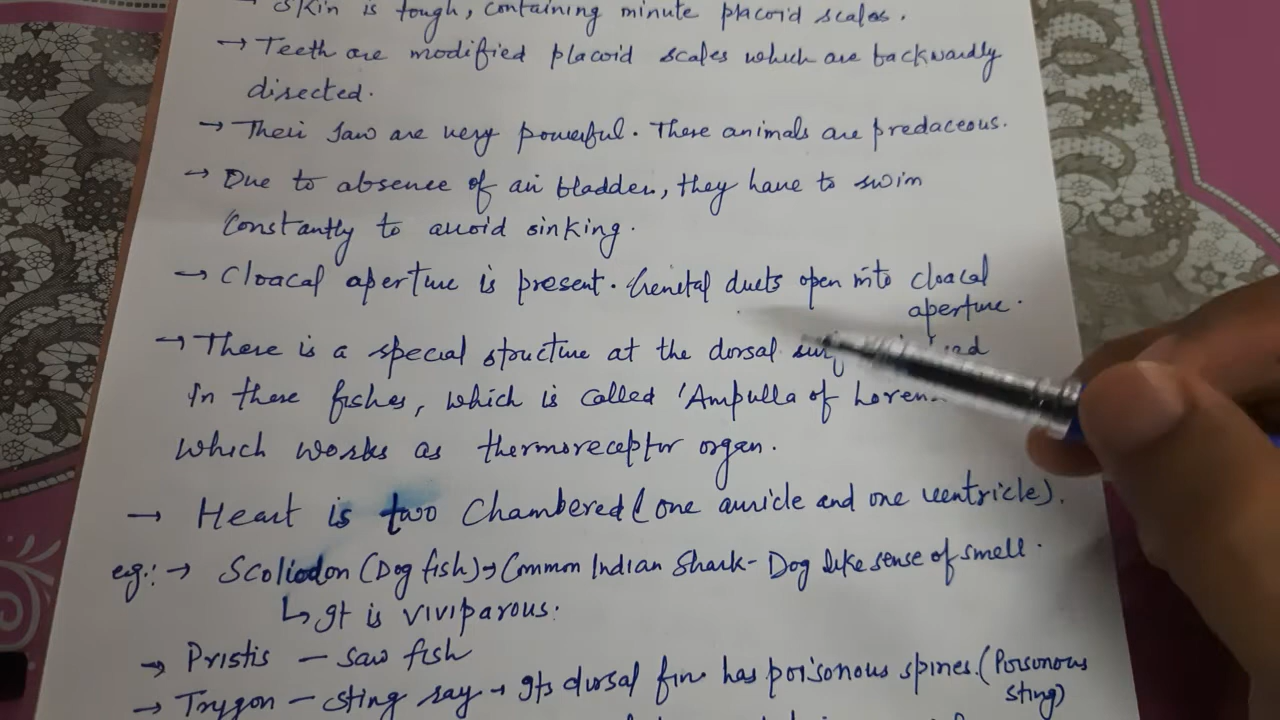 → Skin is tough, containing minute placoid scales.
→ Teeth are modified placoid scales which are backwardly
directed.
→ Their Jaw are very powerful. These animals are predaceous.
→ Due to absence of air bladder, they have to swim
Constantly to avoid sinking.
→ Cloacal aperture is present. Genital ducts open into cloacal
aperture.
→ There is a special structure at the dorsal
In these fishes, which is called 'Ampulla of
which works as thermoreceptor organ.
→ Heart is two Chambered (one auricle and one ventricle).
eg.: → Scoliodon (Dog fish) → Common Indian Shark - Dog like sense of smell.
↳ It is viviparous.
→ Pristis – saw fish
→ Trygon – sting ray → Its dorsal fin has poisonous spines. (Poisonous
sting)